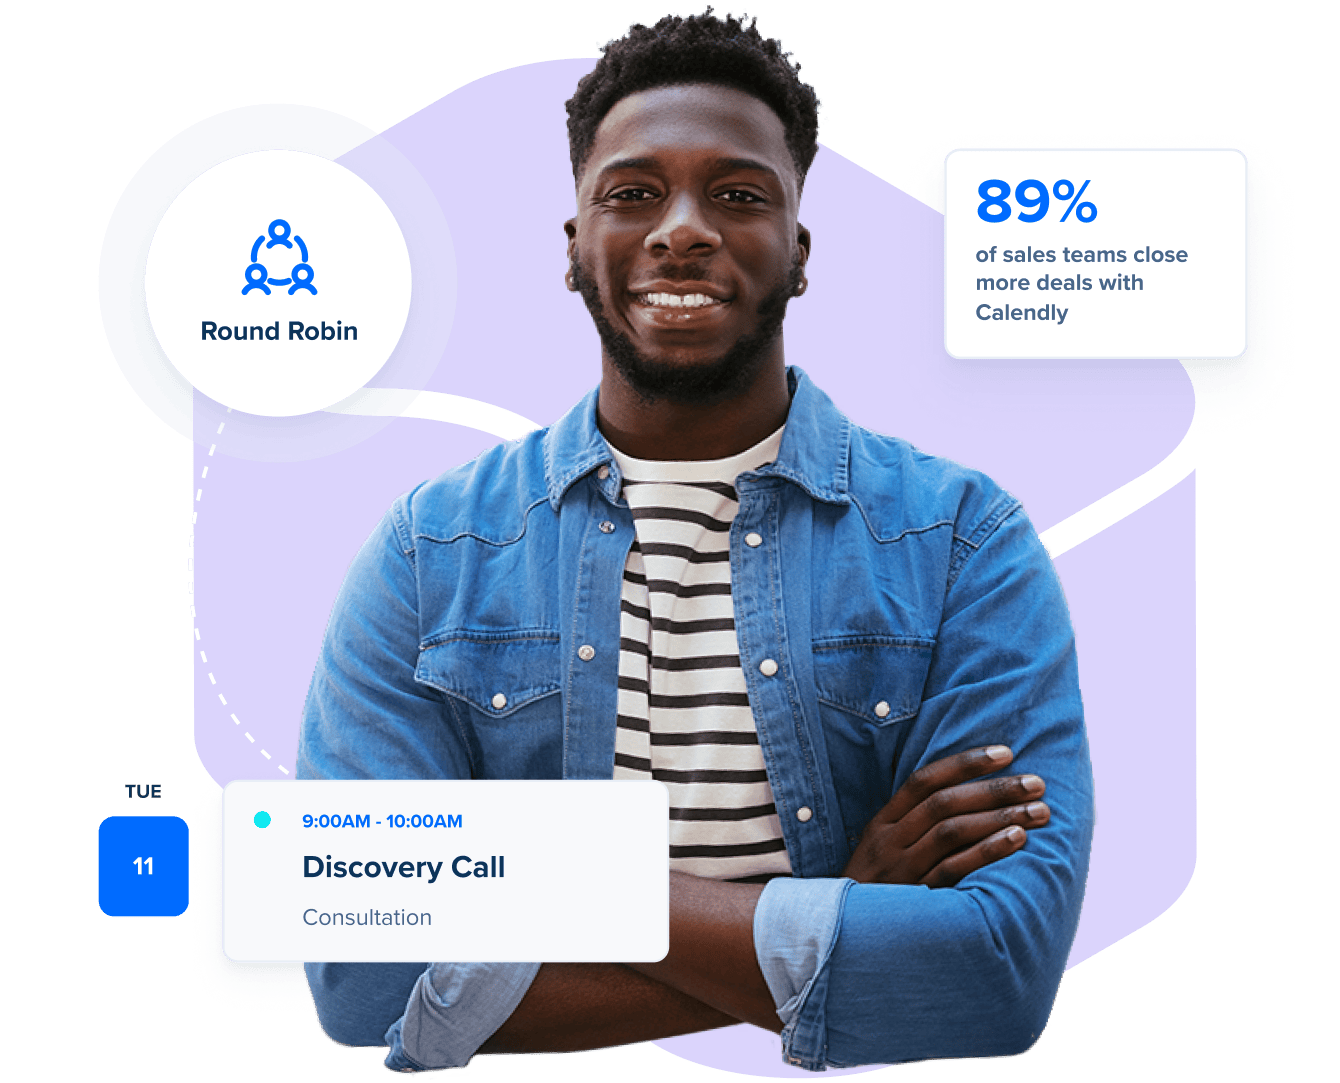 Round Robin
89%
of sales teams close
more deals with
Calendly
TUE
11
9:00AM - 10:00AM
Discovery Call
Consultation